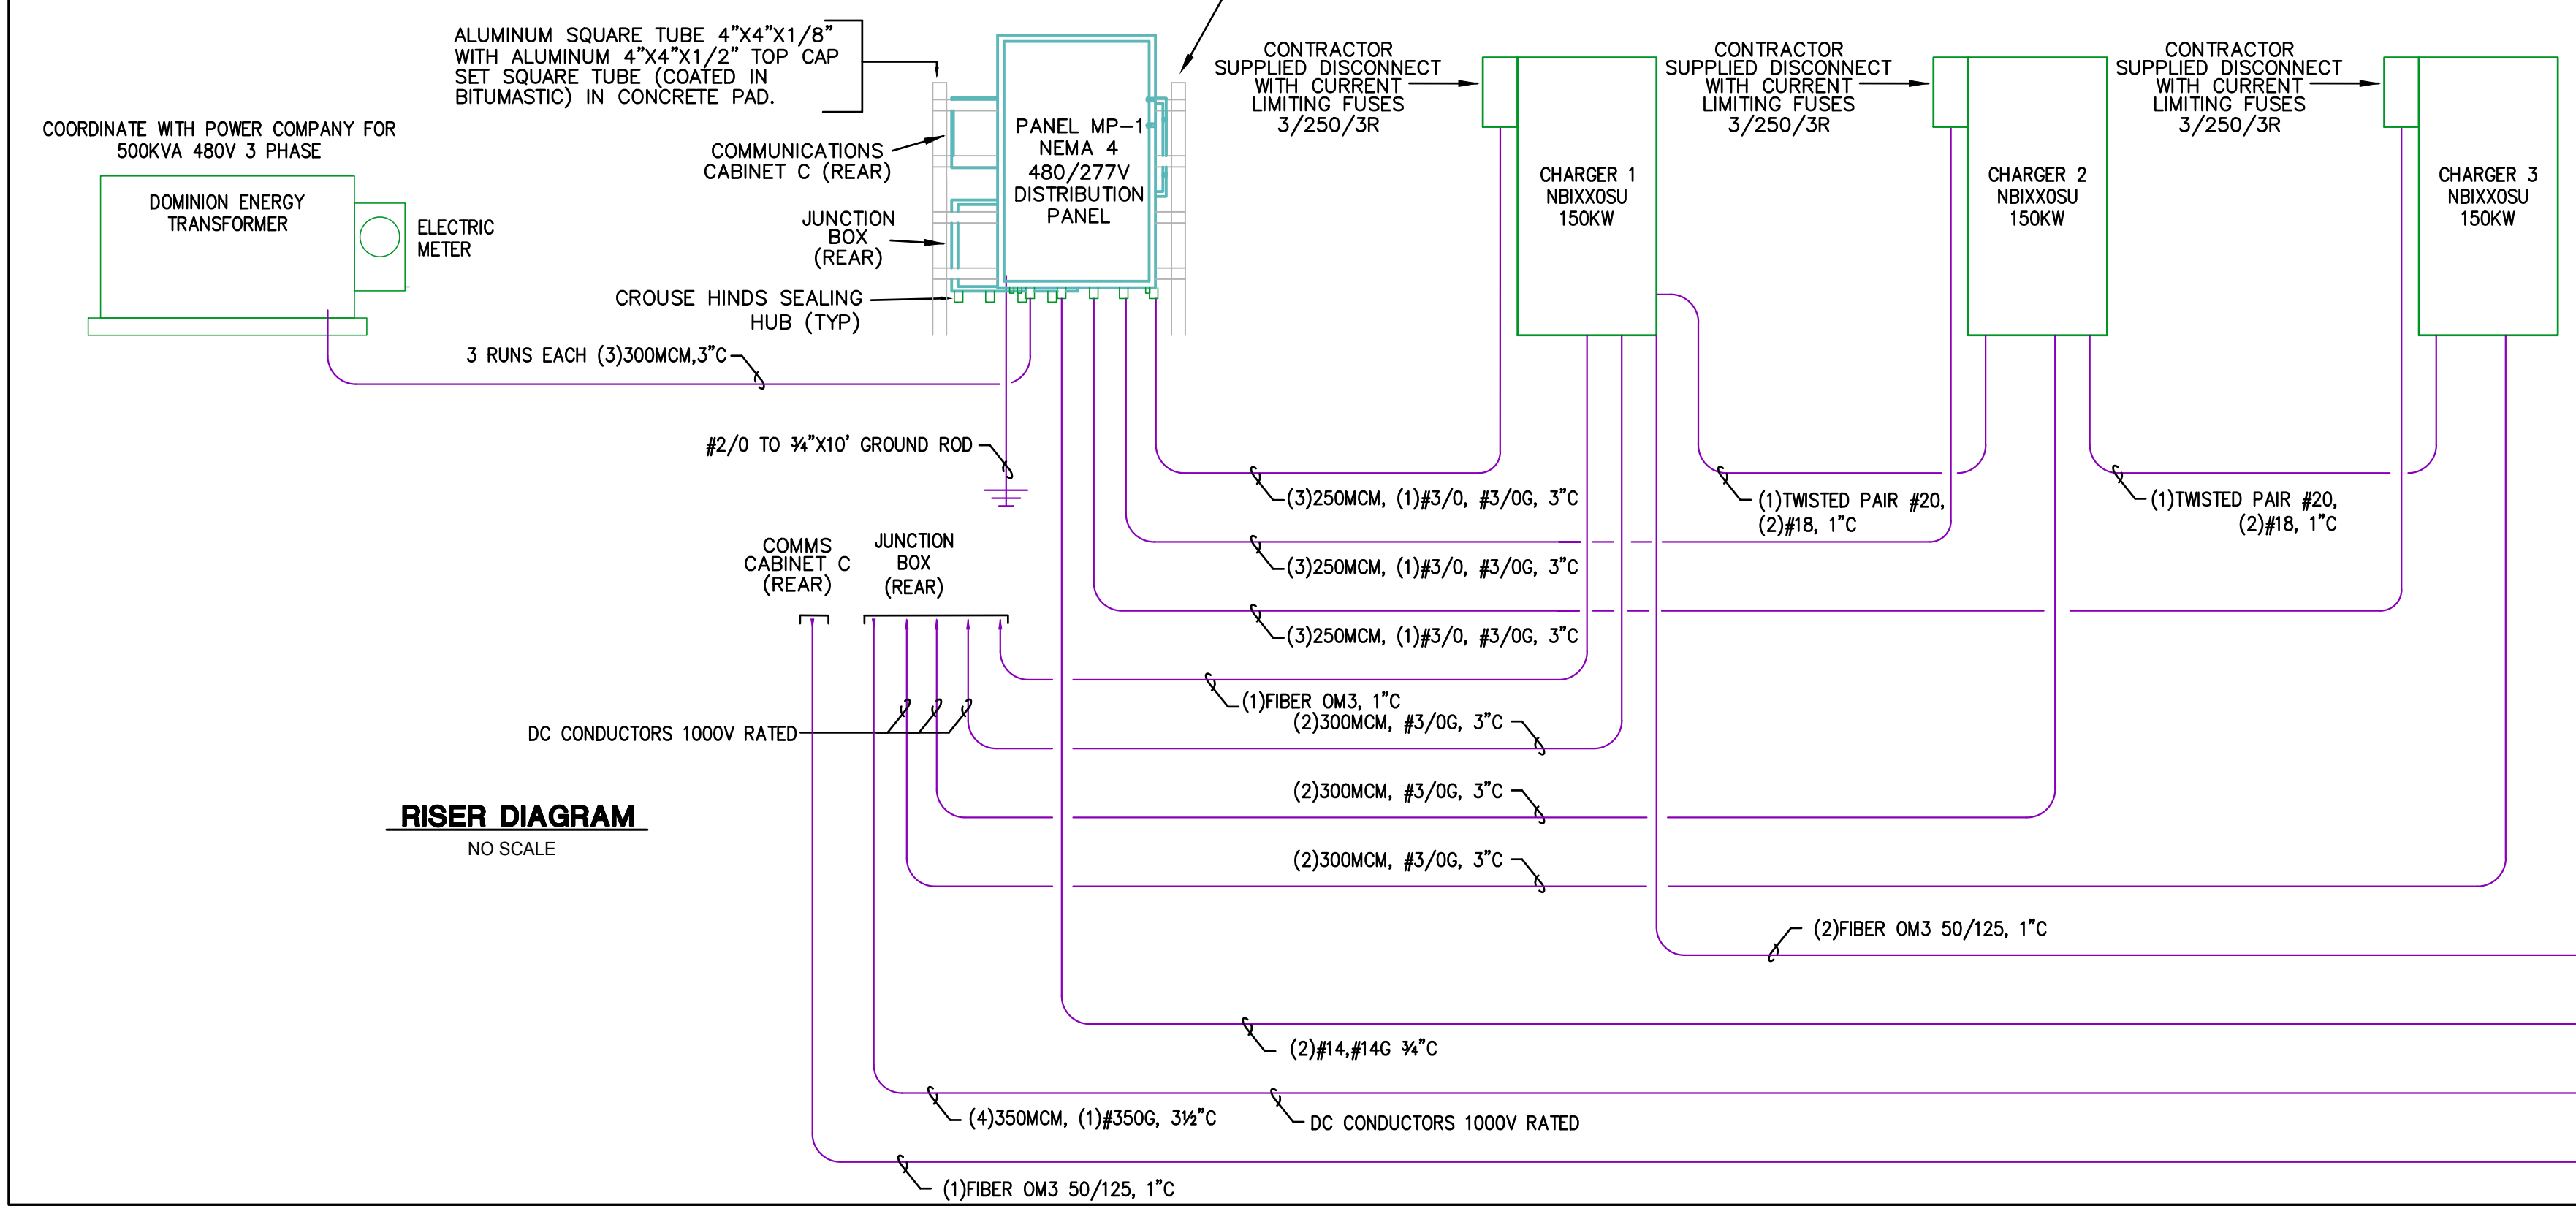 ALUMINUM SQUARE TUBE 4"X4"X1/8"
WITH ALUMINUM 4"X4"X1/2" TOP CAP
SET SQUARE TUBE (COATED IN
BITUMASTIC) IN CONCRETE PAD.
COORDINATE WITH POWER COMPANY FOR
500KVA 480V 3 PHASE
DOMINION ENERGY
TRANSFORMER
ELECTRIC
METER
COMMUNICATIONS
CABINET C (REAR)
JUNCTION
BOX
(REAR)
CROUSE HINDS SEALING
HUB (TYP)
PANEL MP-1
NEMA 4
480/277V
DISTRIBUTION
PANEL
CONTRACTOR
SUPPLIED DISCONNECT
WITH CURRENT
LIMITING FUSES
3/250/3R
CHARGER 1
NBIXX0SU
150KW
CONTRACTOR
SUPPLIED DISCONNECT
WITH CURRENT
LIMITING FUSES
3/250/3R
CHARGER 2
NBIXX0SU
150KW
CONTRACTOR
SUPPLIED DISCONNECT
WITH CURRENT
LIMITING FUSES
3/250/3R
CHARGER 3
NBIXX0SU
150KW
3 RUNS EACH (3)300MCM,3"C
#2/0 TO ¾"X10' GROUND ROD
(3)250MCM, (1)#3/0, #3/0G, 3"C
(1)TWISTED PAIR #20,
(2)#18, 1"C
(1)TWISTED PAIR #20,
(2)#18, 1"C
(3)250MCM, (1)#3/0, #3/0G, 3"C
(3)250MCM, (1)#3/0, #3/0G, 3"C
COMMS
CABINET C
(REAR)
JUNCTION
BOX
(REAR)
(1)FIBER OM3, 1"C
(2)300MCM, #3/0G, 3"C
DC CONDUCTORS 1000V RATED
(2)300MCM, #3/0G, 3"C
RISER DIAGRAM
NO SCALE
(2)300MCM, #3/0G, 3"C
(2)FIBER OM3 50/125, 1"C
(2)#14,#14G ¾"C
(4)350MCM, (1)#350G, 3½"C
DC CONDUCTORS 1000V RATED
(1)FIBER OM3 50/125, 1"C